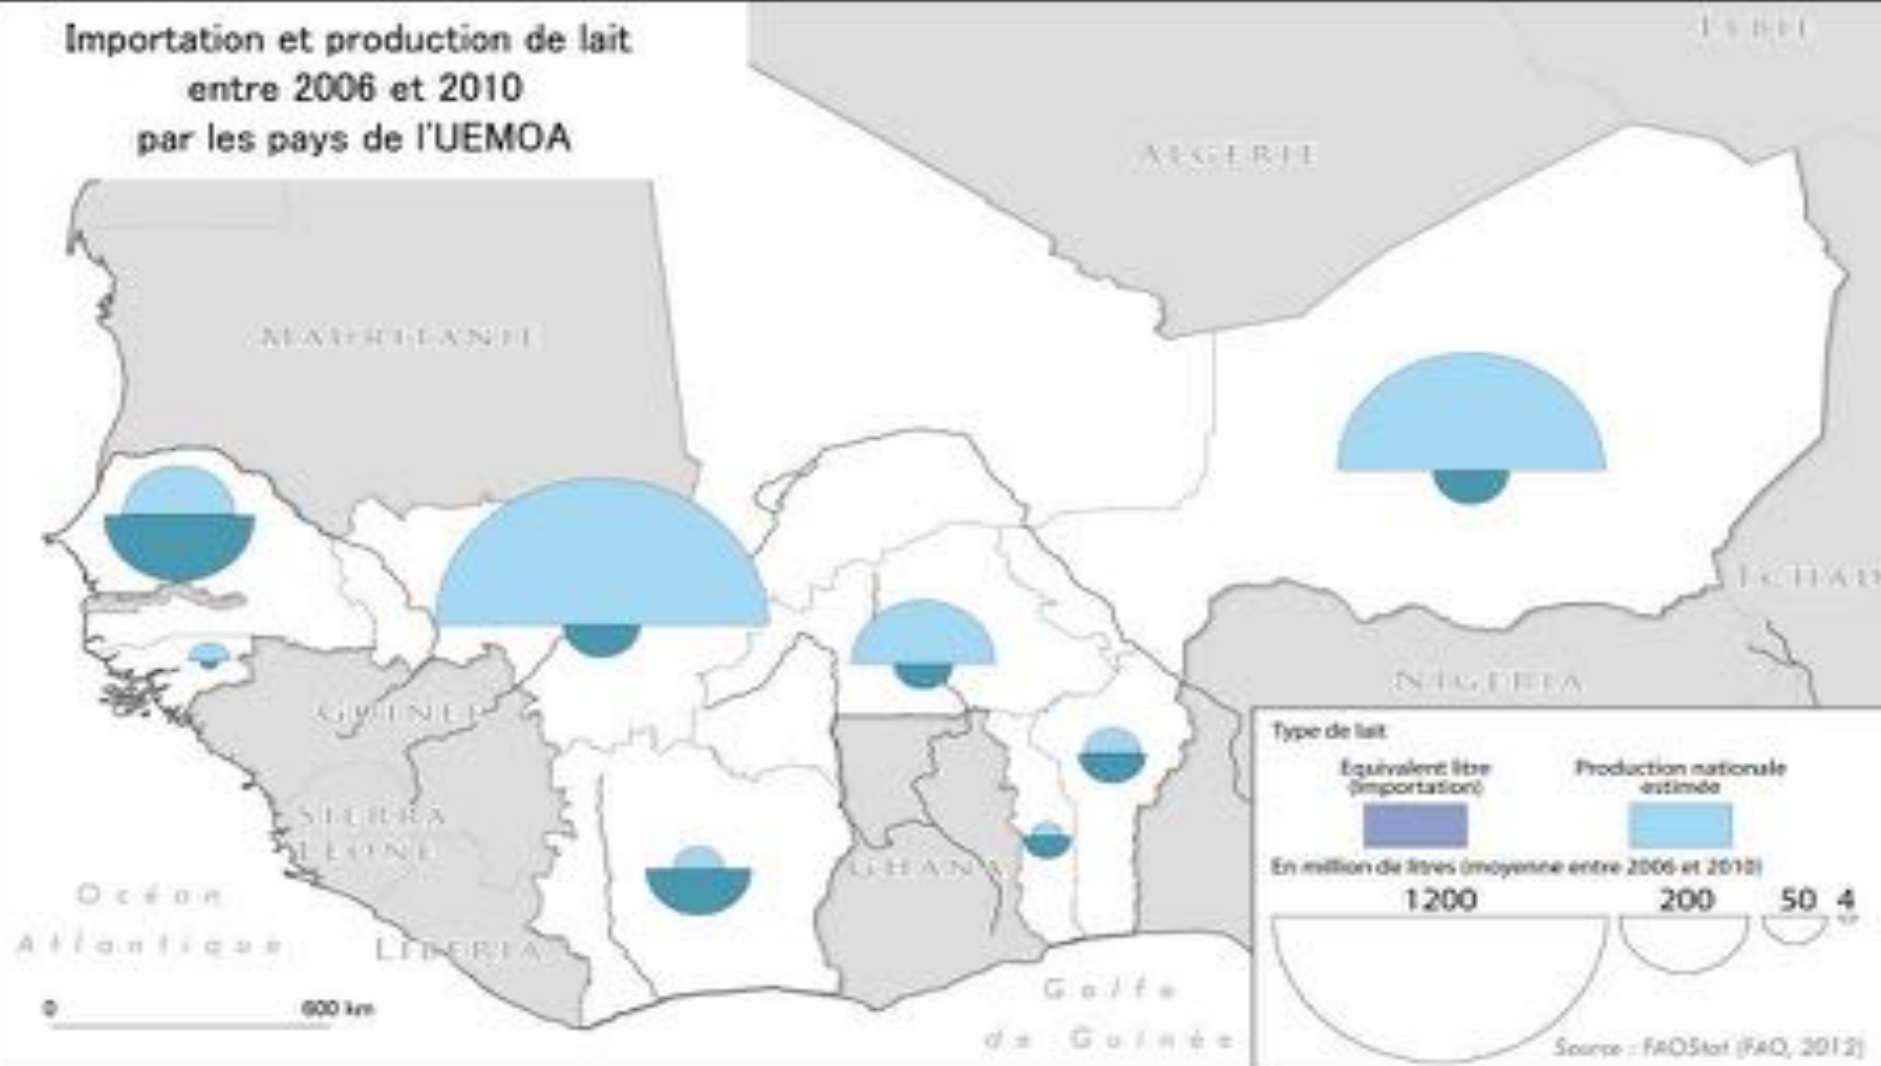 Importation et production de lait
entre 2006 et 2010
par les pays de l'UEMOA
LYBIE
ALGERIE
MAURITANIE
TCHAD
NIGERIA
GUINEE
SIERRA
LEONE
GHANA
LIBERIA
Océan
Atlantique
Golfe
de Guinée
0 600 km
Type de lait
Equivalent litre
(Importation)
Production nationale
estimée
En million de litres (moyenne entre 2006 et 2010)
1200 200 50 4
Source : FAOStat (FAO, 2012)